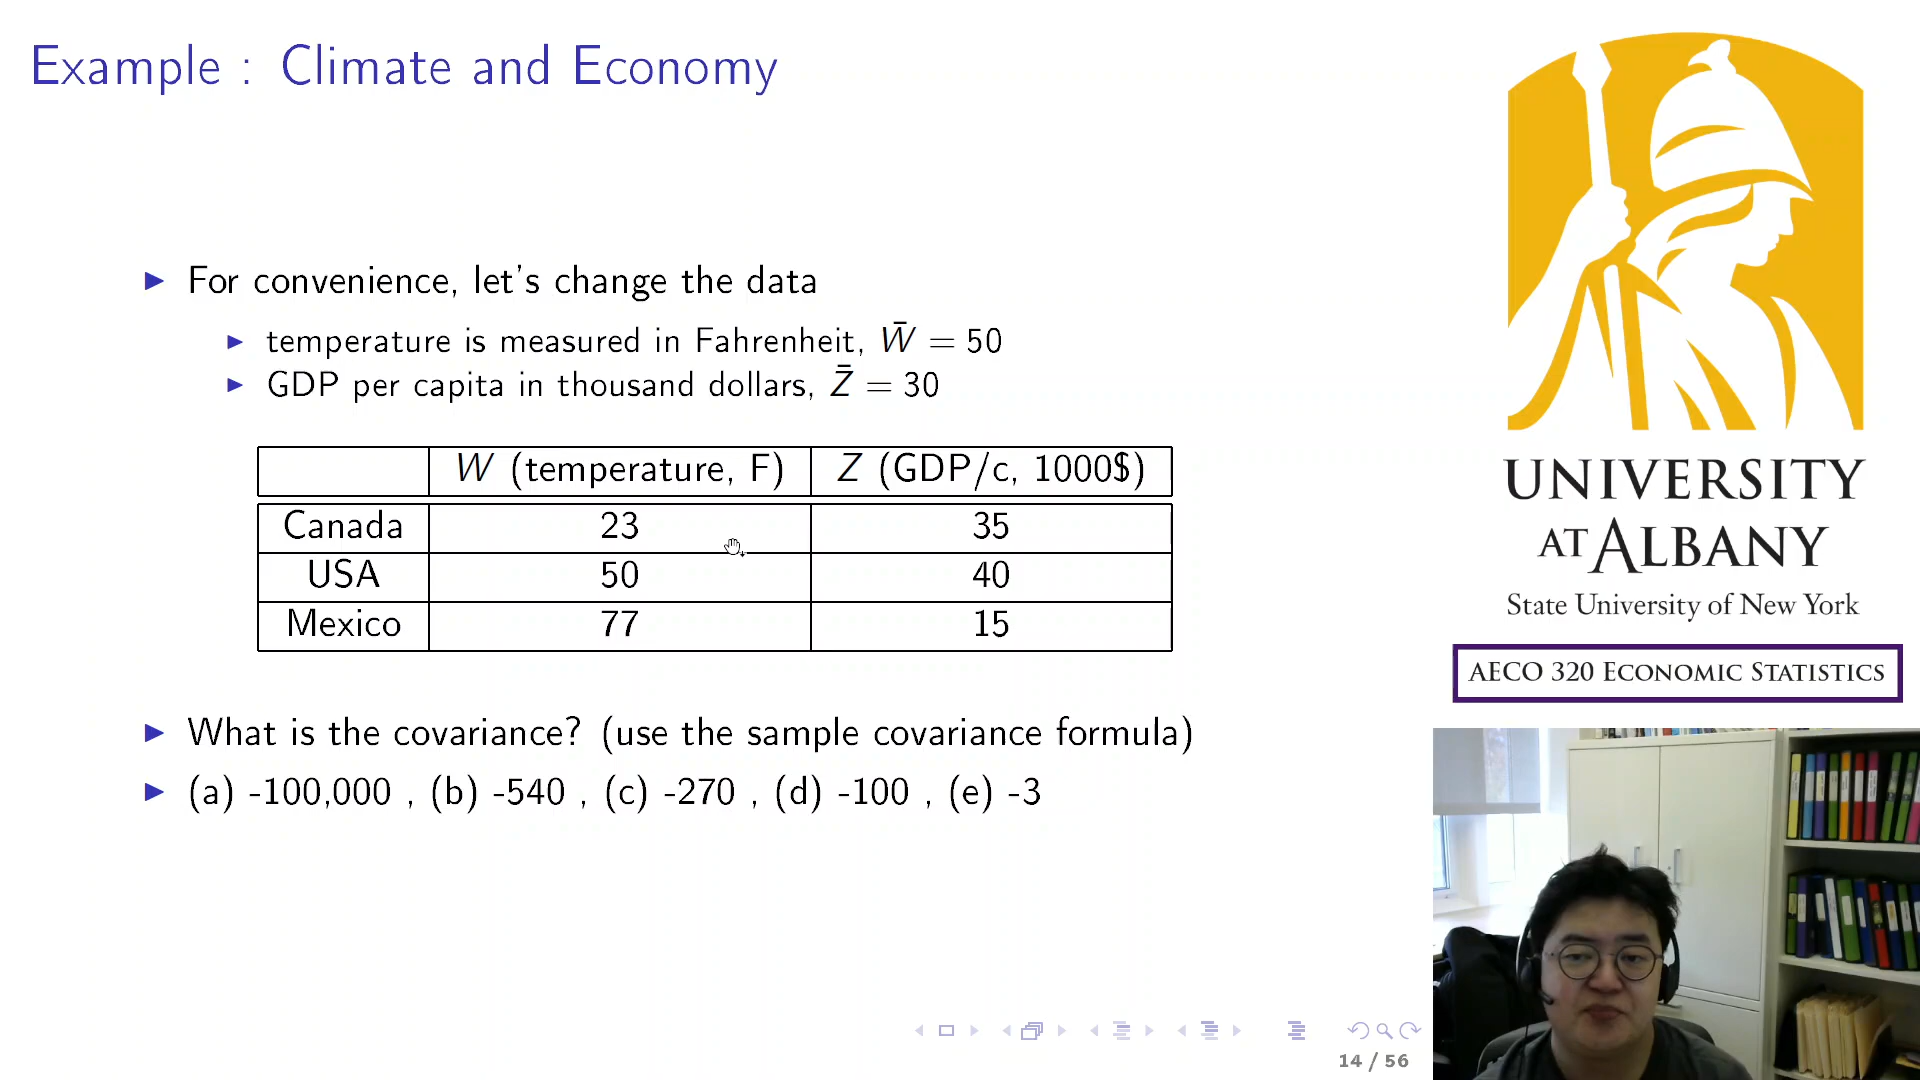 Example : Climate and Economy
For convenience, let's change the data
temperature is measured in Fahrenheit, W̄ = 50
GDP per capita in thousand dollars, Z̄ = 30
W (temperature, F) Z (GDP/c, 1000$)
Canada 23 35
USA 50 40
Mexico 77 15
What is the covariance? (use the sample covariance formula)
(a) -100,000 , (b) -540 , (c) -270 , (d) -100 , (e) -3
14 / 56
UNIVERSITY
AT ALBANY
State University of New York
AECO 320 ECONOMIC STATISTICS